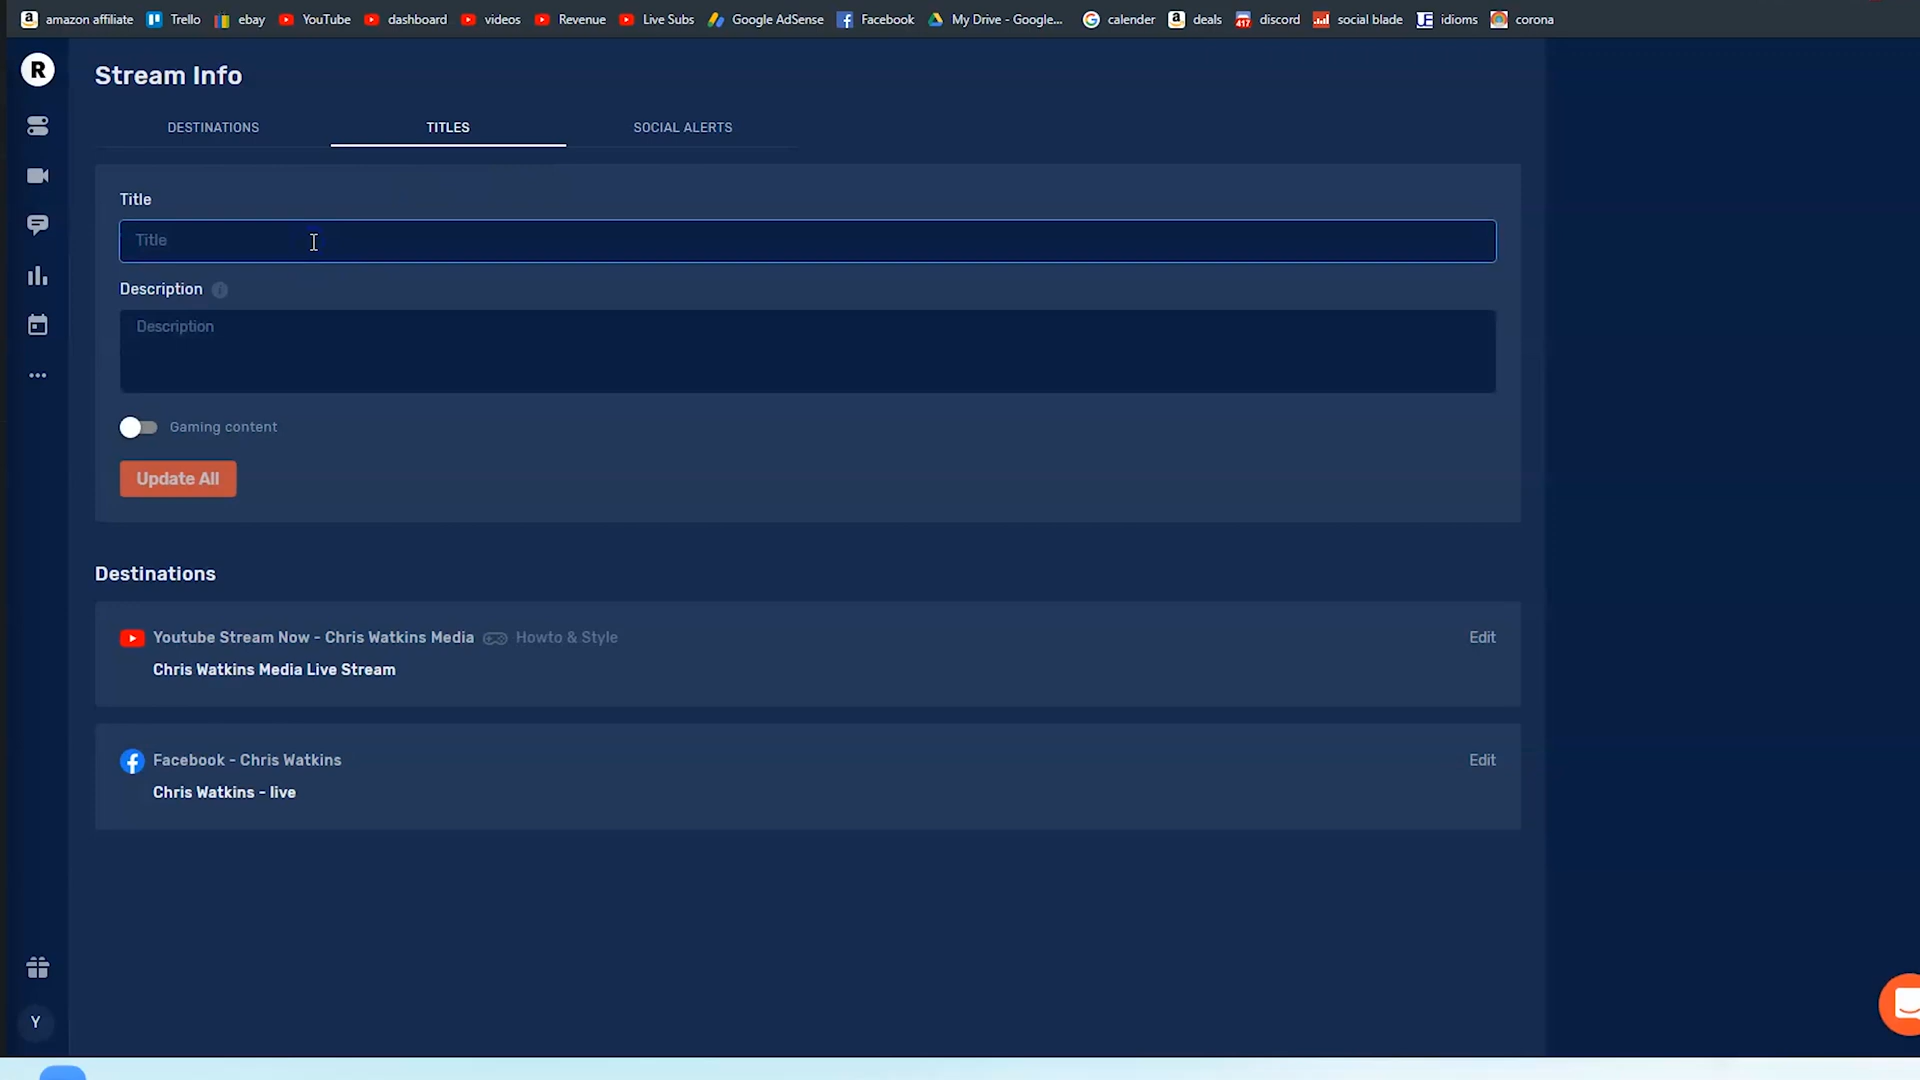 amazon affiliate Trello ebay YouTube dashboard videos Revenue Live Subs Google AdSense Facebook My Drive - Google... calender deals 417 discord social blade JE idioms corona
R
Stream Info
DESTINATIONS TITLES SOCIAL ALERTS
Title
Title
Description
Description
Gaming content
Update All
Destinations
Youtube Stream Now - Chris Watkins Media Howto & Style Edit
Chris Watkins Media Live Stream
Facebook - Chris Watkins Edit
Chris Watkins - live
Y